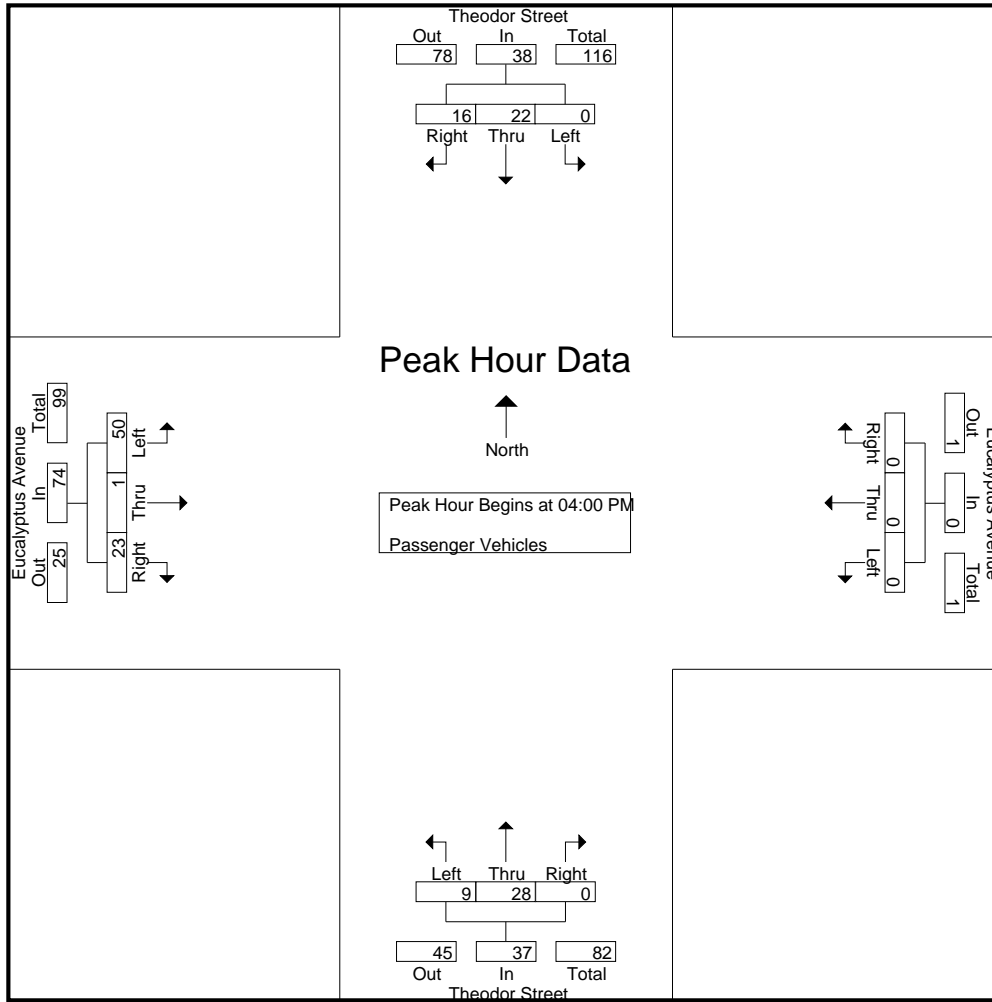 Theodor Street
Out In Total
78 38 116
16 22 0
Right Thru Left
Peak Hour Data
North
Peak Hour Begins at 04:00 PM
Passenger Vehicles
Eucalyptus Avenue
Total In Out
99 74 25
50 1 23
Left Thru Right
Eucalyptus Avenue
Out In Total
1 0 1
0 0 0
Right Thru Left
Left Thru Right
9 28 0
45 37 82
Out In Total
Theodor Street